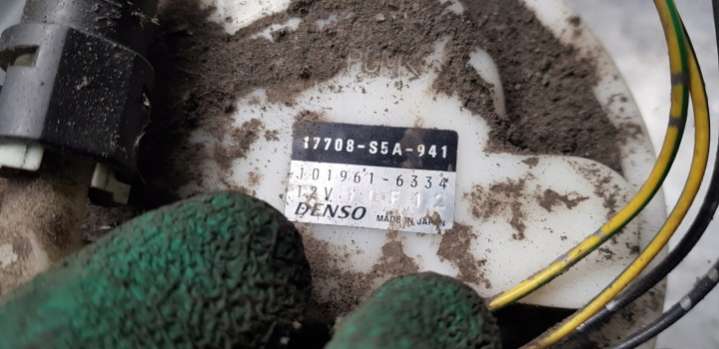 17708-S5A-941
101961-6334
12V
DENSO MADE IN JAPAN